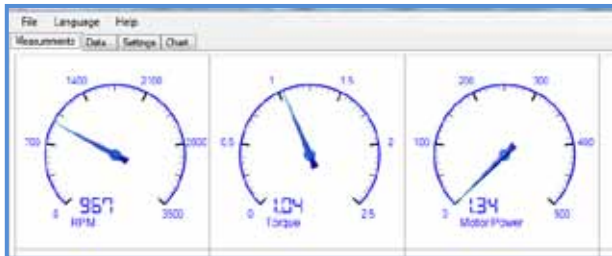 File Language Help
Measurements Data... Settings Chart
1400 2100
700 2800
0 3500
967
RPM
1 1.5
0.5 2
0 2.5
1.04
Torque
200 300
100 400
0 500
1.34
Motor Power